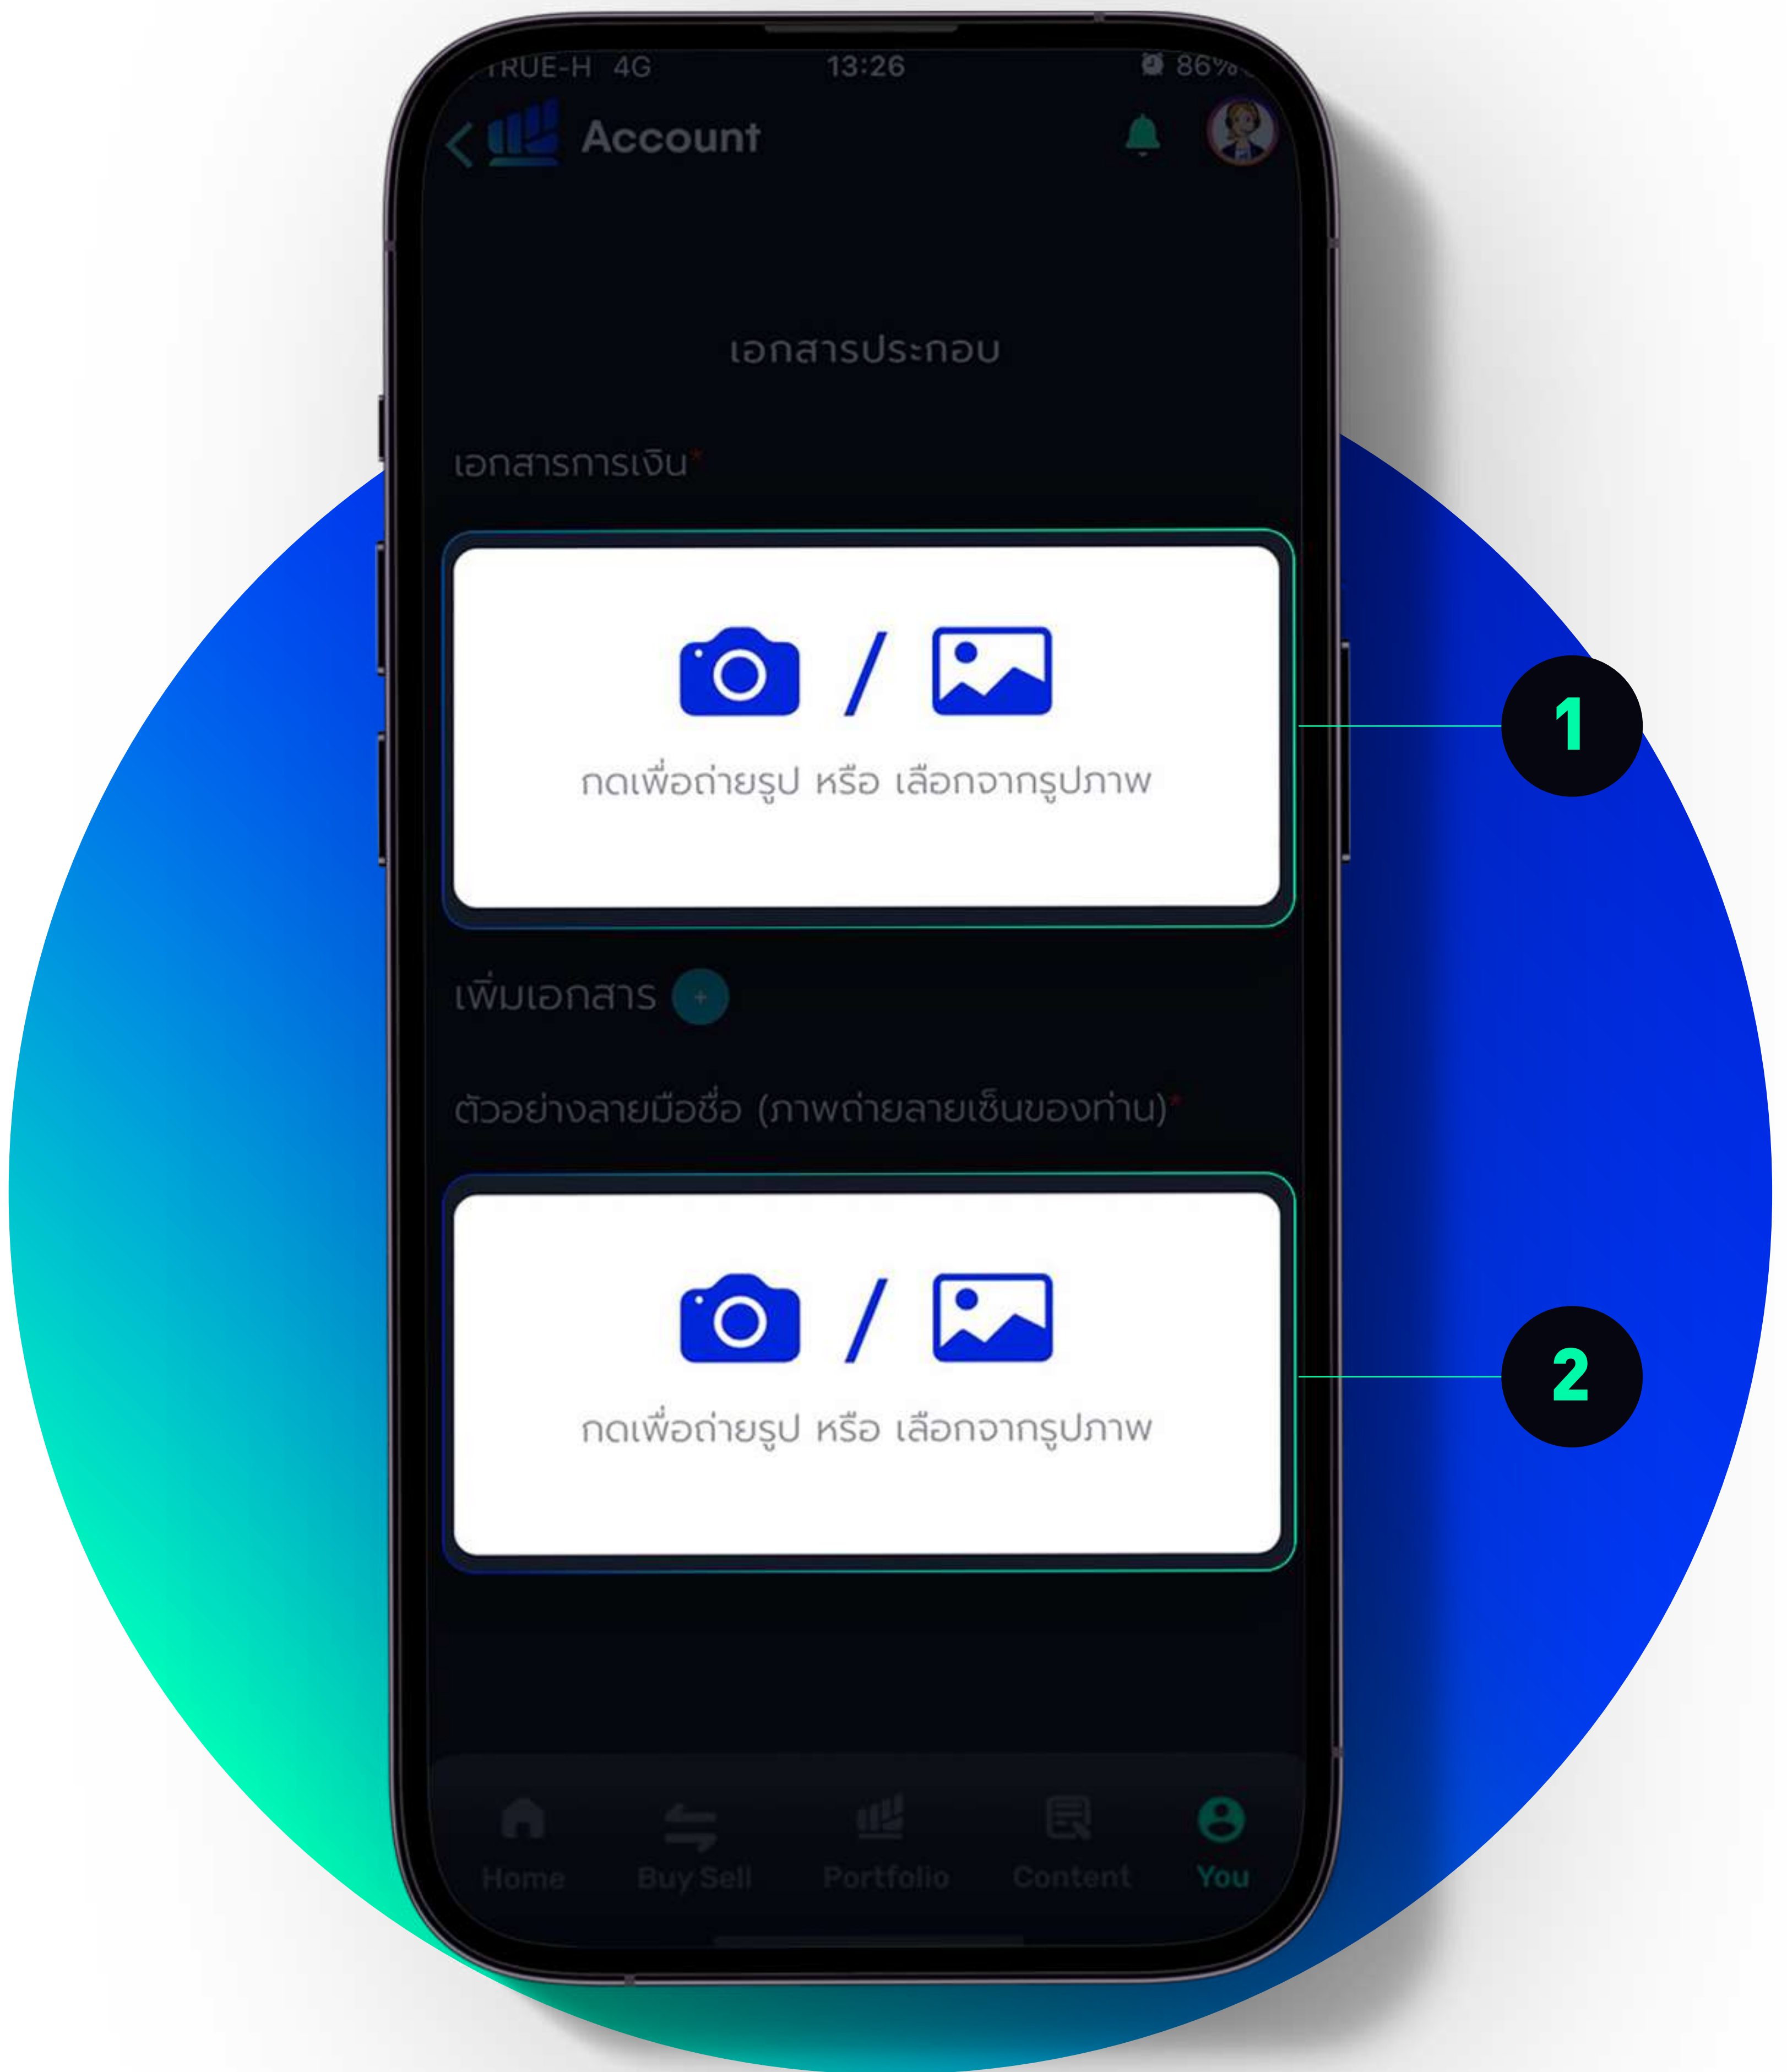 TRUE-H 4G 13:26 86%
Account
เอกสารประกอบ
เอกสารการเงิน*
กดเพื่อถ่ายรูป หรือ เลือกจากรูปภาพ
1
เพิ่มเอกสาร +
ตัวอย่างลายมือชื่อ (ภาพถ่ายลายเซ็นของท่าน)*
กดเพื่อถ่ายรูป หรือ เลือกจากรูปภาพ
2
Home Buy Sell Portfolio Content You